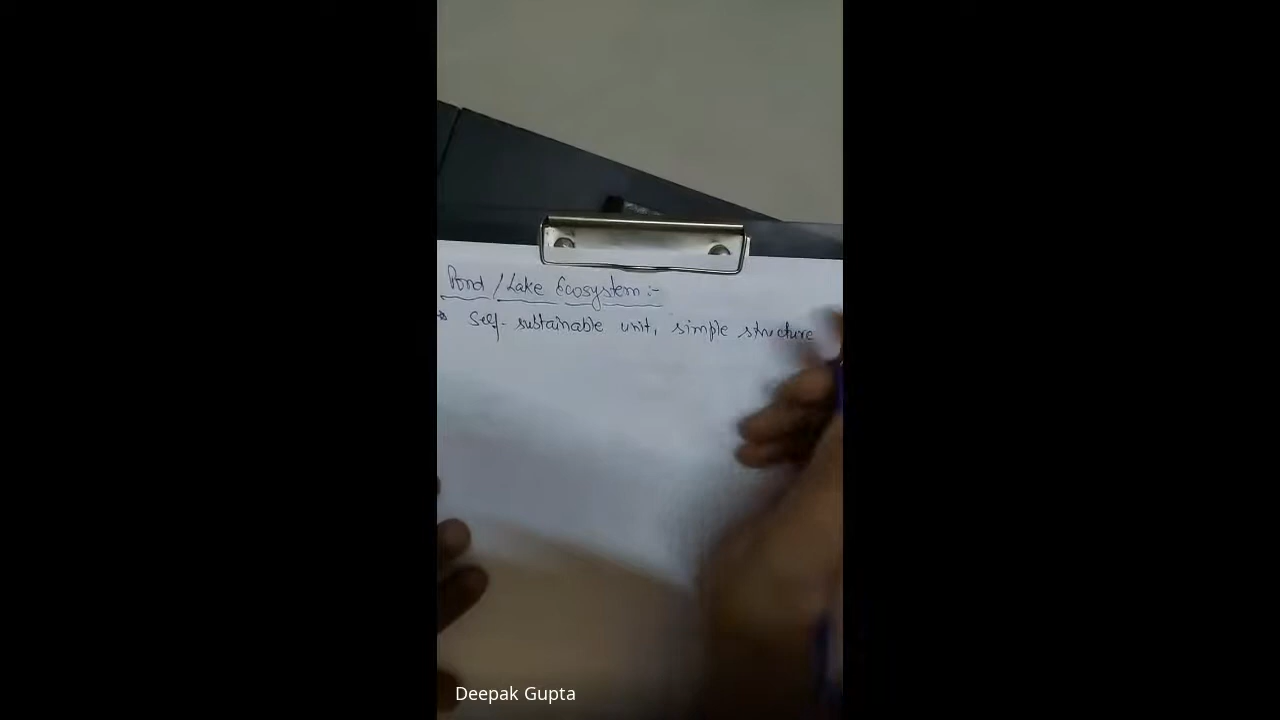 Pond / Lake Ecosystem :-
* Self-sustainable unit, simple structure
Deepak Gupta